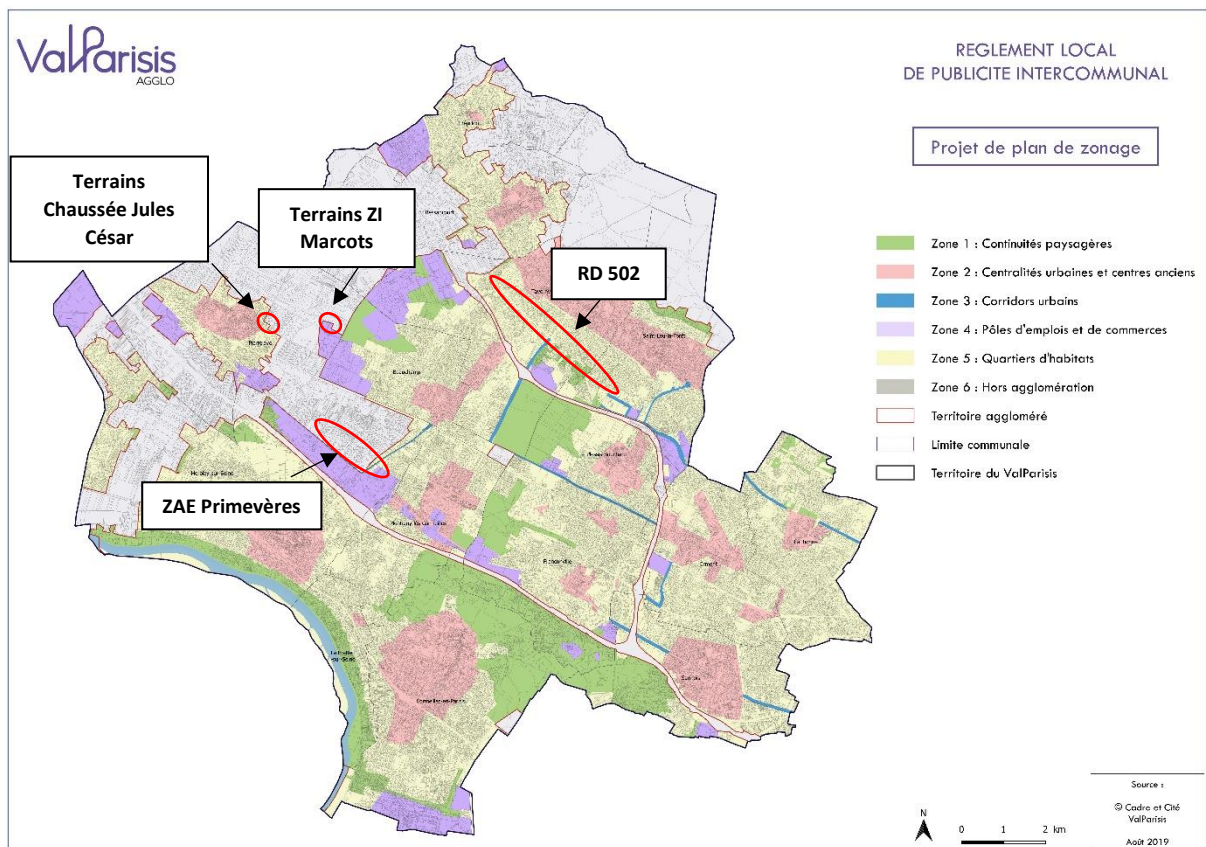 ValParisis
AGGLO
REGLEMENT LOCAL
DE PUBLICITE INTERCOMMUNAL
Projet de plan de zonage
Terrains
Chaussée Jules
César
Terrains ZI
Marcots
RD 502
ZAE Primevères
Zone 1 : Continuités paysagères
Zone 2 : Centralités urbaines et centres anciens
Zone 3 : Corridors urbains
Zone 4 : Pôles d'emplois et de commerces
Zone 5 : Quartiers d'habitats
Zone 6 : Hors agglomération
Territoire aggloméré
Limite communale
Territoire du ValParisis
Source :
© Cadre et Cité
ValParisis
Août 2019
N
0 1 2 km